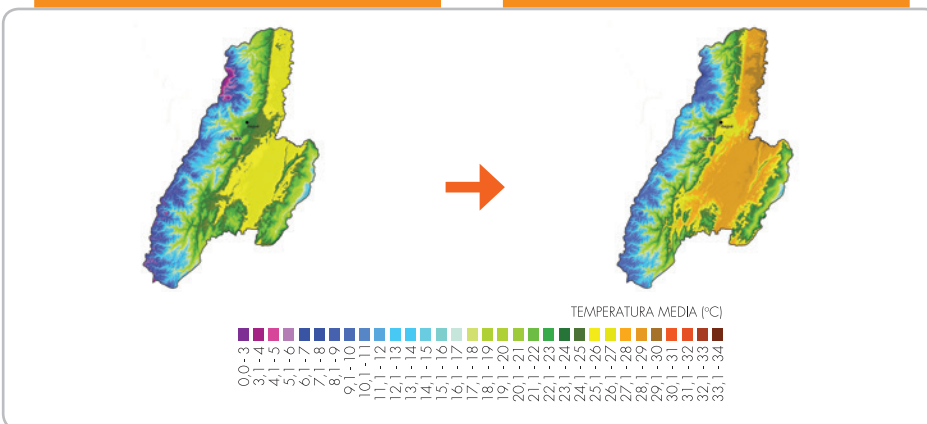 TEMPERATURA MEDIA (ºC)
0,0 - 3
3,1 - 4
4,1 - 5
5,1 - 6
6,1 - 7
7,1 - 8
8,1 - 9
9,1 - 10
10,1 - 11
11,1 - 12
12,1 - 13
13,1 - 14
14,1 - 15
15,1 - 16
16,1 - 17
17,1 - 18
18,1 - 19
19,1 - 20
20,1 - 21
21,1 - 22
22,1 - 23
23,1 - 24
24,1 - 25
25,1 - 26
26,1 - 27
27,1 - 28
28,1 - 29
29,1 - 30
30,1 - 31
31,1 - 32
32,1 - 33
33,1 - 34